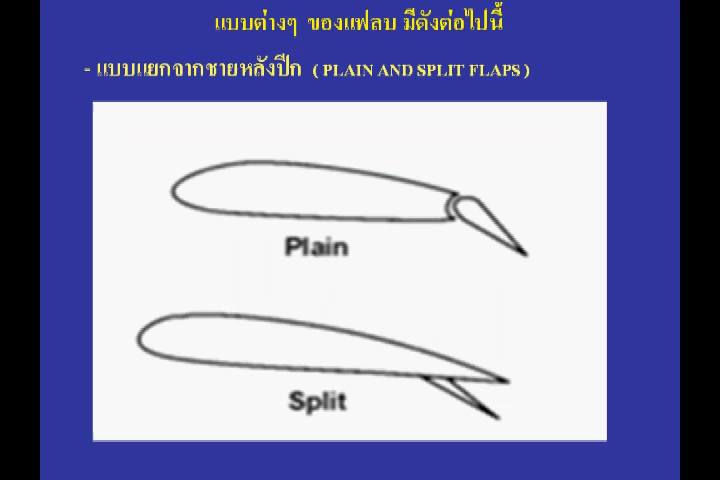 แบบต่างๆ ของแฟลบ มีดังต่อไปนี้
- แบบแยกจากชายหลังปีก ( PLAIN AND SPLIT FLAPS )
Plain
Split